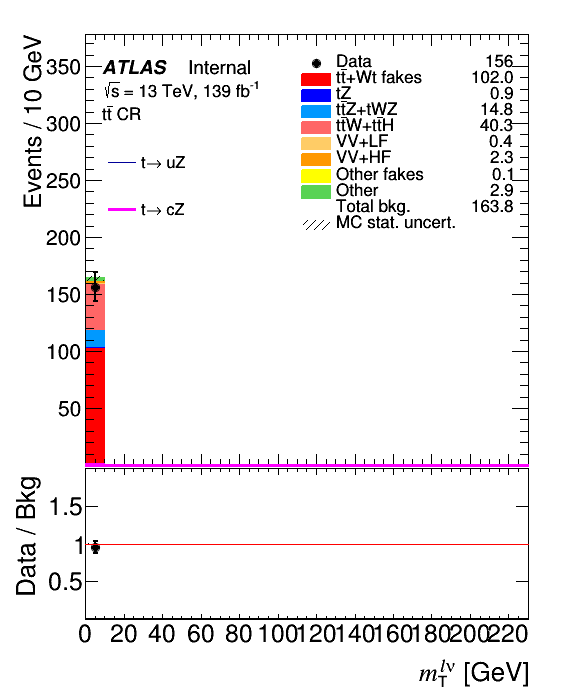 Events / 10 GeV
350
300
250
200
150
100
50
ATLAS Internal
√s = 13 TeV, 139 fb⁻¹
tt̄ CR
t→ uZ
t→ cZ
Data 156
tt̄+Wt fakes 102.0
tZ 0.9
tt̄Z+tWZ 14.8
tt̄W+tt̄H 40.3
VV+LF 0.4
VV+HF 2.3
Other fakes 0.1
Other 2.9
Total bkg. 163.8
MC stat. uncert.
Data / Bkg
1.5
1
0.5
0 20 40 60 80 100 120 140 160 180 200 220
m_T^{lν} [GeV]